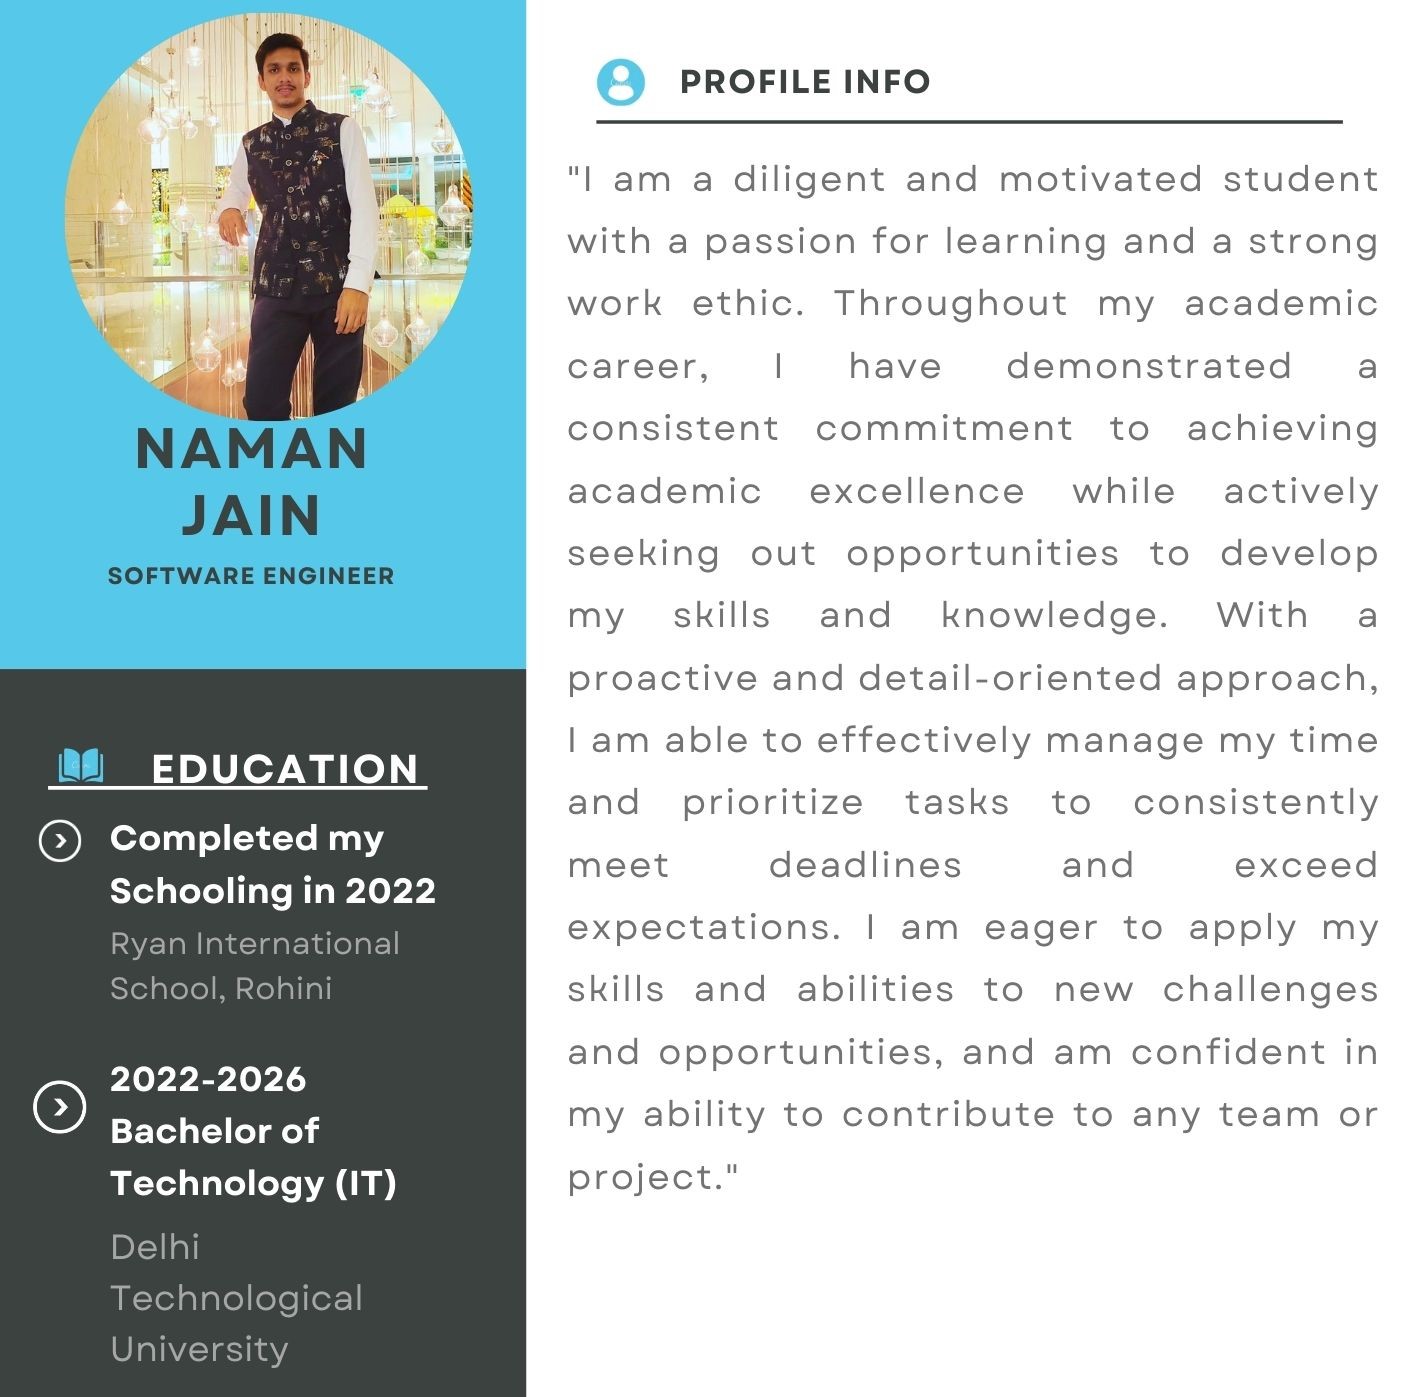 NAMAN
JAIN
SOFTWARE ENGINEER
EDUCATION
Completed my
Schooling in 2022
Ryan International
School, Rohini
2022-2026
Bachelor of
Technology (IT)
Delhi
Technological
University
PROFILE INFO
"I am a diligent and motivated student
with a passion for learning and a strong
work ethic. Throughout my academic
career, I have demonstrated a
consistent commitment to achieving
academic excellence while actively
seeking out opportunities to develop
my skills and knowledge. With a
proactive and detail-oriented approach,
I am able to effectively manage my time
and prioritize tasks to consistently
meet deadlines and exceed
expectations. I am eager to apply my
skills and abilities to new challenges
and opportunities, and am confident in
my ability to contribute to any team or
project."